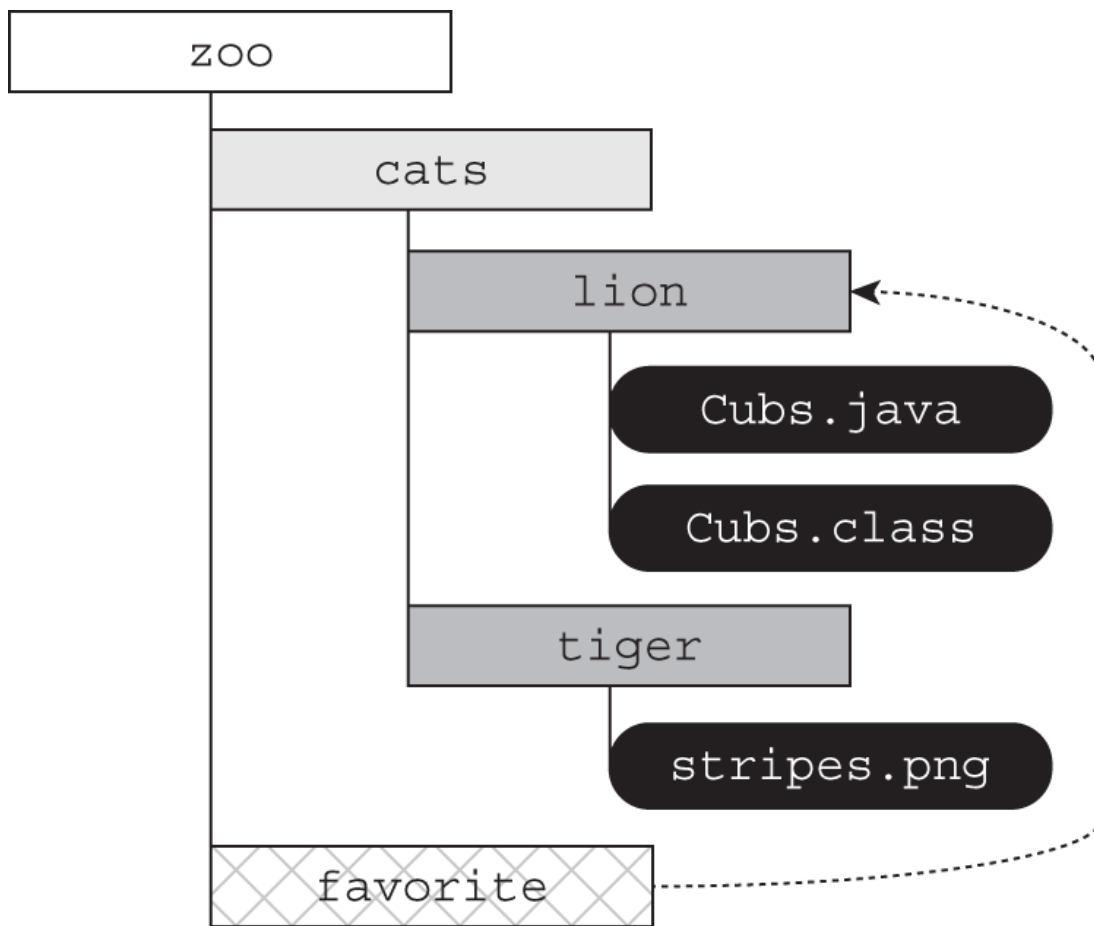 zoo
cats
lion
Cubs.java
Cubs.class
tiger
stripes.png
favorite